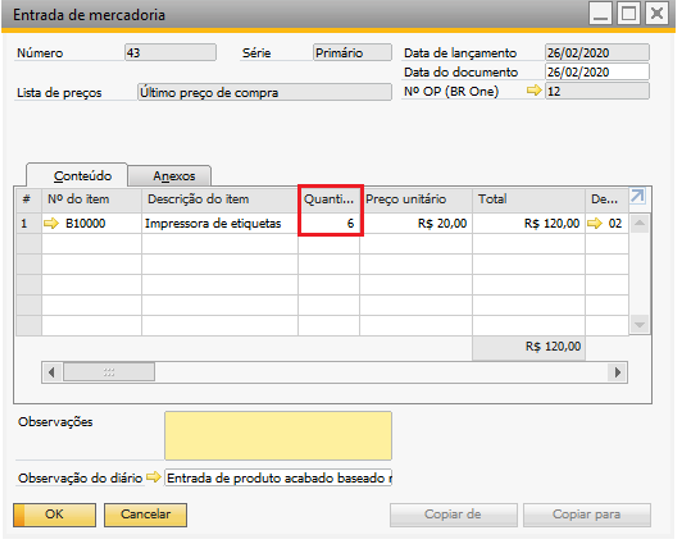 Entrada de mercadoria
Número 43 Série Primário Data de lançamento 26/02/2020
Data do documento 26/02/2020
Lista de preços Último preço de compra Nº OP (BR One) 12
Conteúdo Anexos
# Nº do item Descrição do item Quanti... Preço unitário Total De...
1 B10000 Impressora de etiquetas 6 R$ 20,00 R$ 120,00 02
R$ 120,00
Observações
Observação do diário Entrada de produto acabado baseado
OK Cancelar Copiar de Copiar para